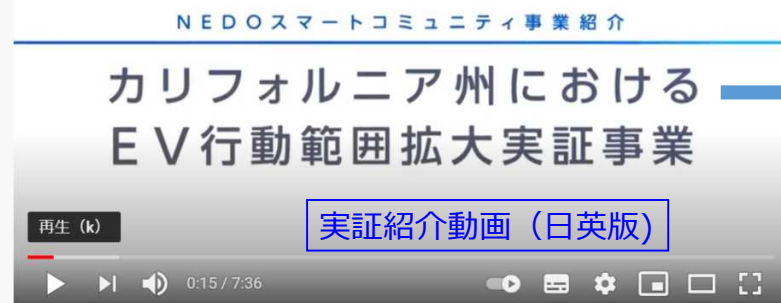 NEDOスマートコミュニティ事業紹介
カリフォルニア州における
EV行動範囲拡大実証事業
再生（k）
実証紹介動画（日英版)
0:15 / 7:36